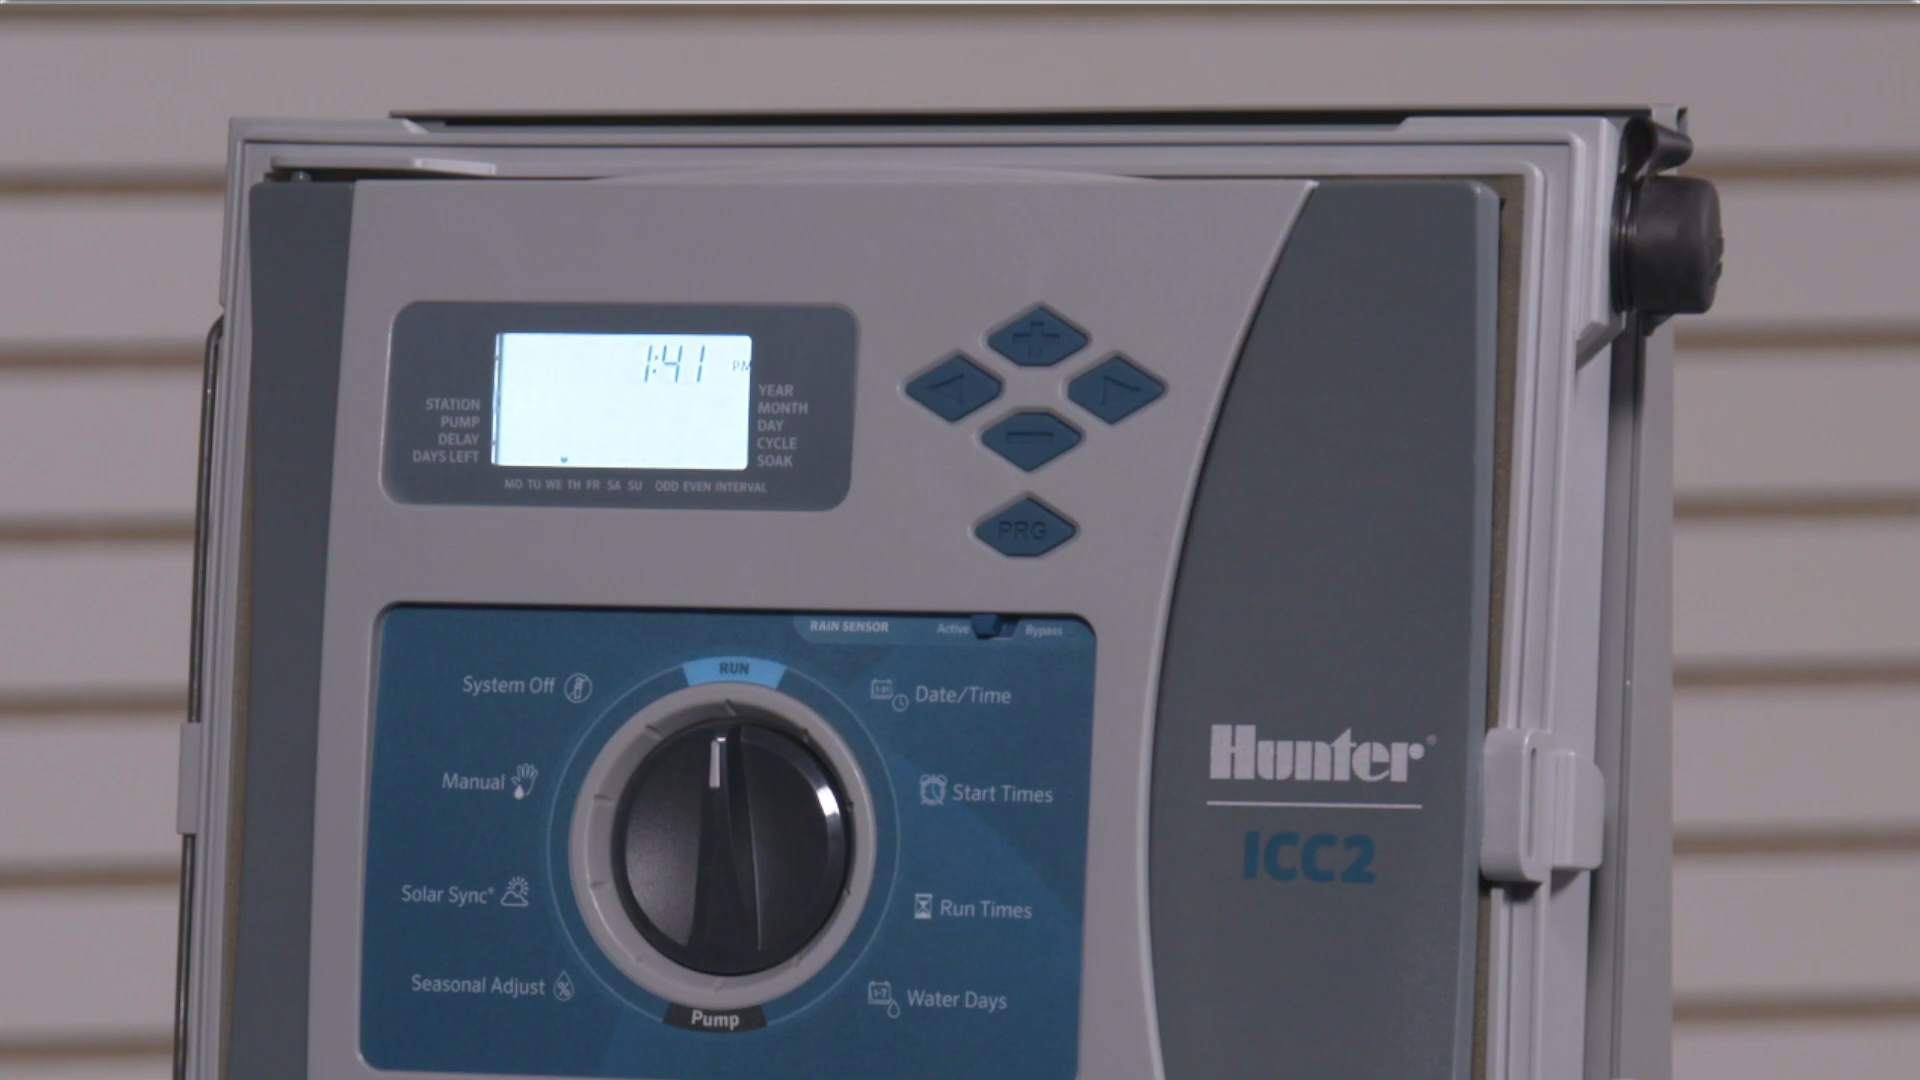 1:41 PM
STATION
PUMP
DELAY
DAYS LEFT
YEAR
MONTH
DAY
CYCLE
SOAK
MO TU WE TH FR SA SU ODD EVEN INTERVAL
PRG
RAIN SENSOR Active Bypass
RUN
System Off
Manual
Solar Sync®
Seasonal Adjust
Date/Time
Start Times
Run Times
Water Days
Pump
Hunter®
ICC2